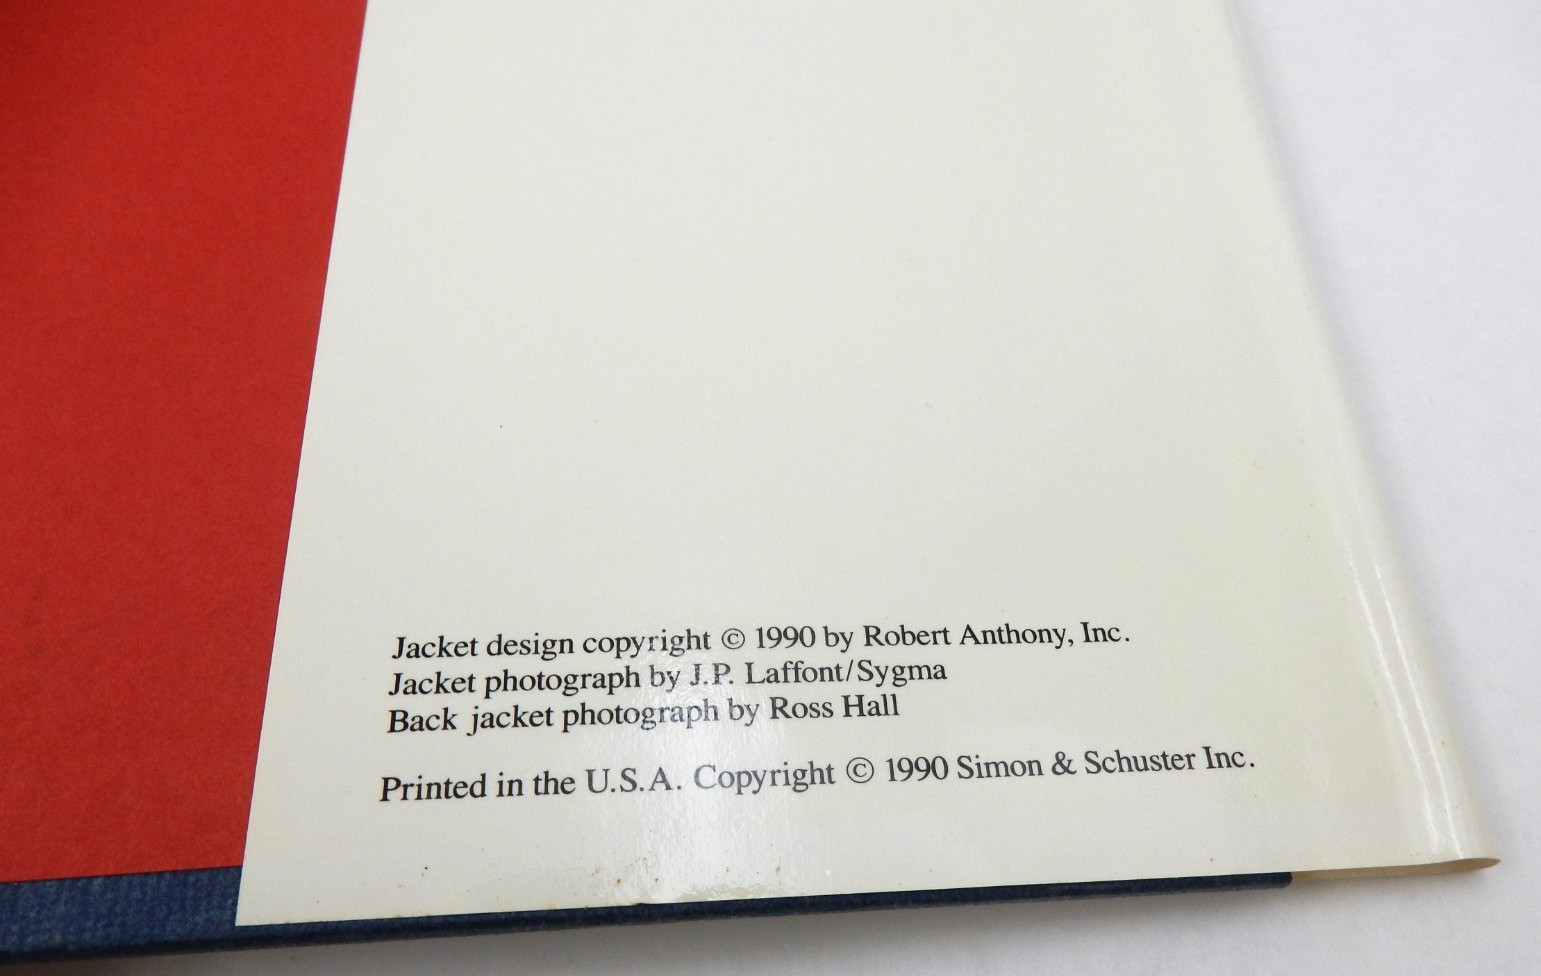 Jacket design copyright © 1990 by Robert Anthony, Inc.
Jacket photograph by J.P. Laffont/Sygma
Back jacket photograph by Ross Hall
Printed in the U.S.A. Copyright © 1990 Simon & Schuster Inc.